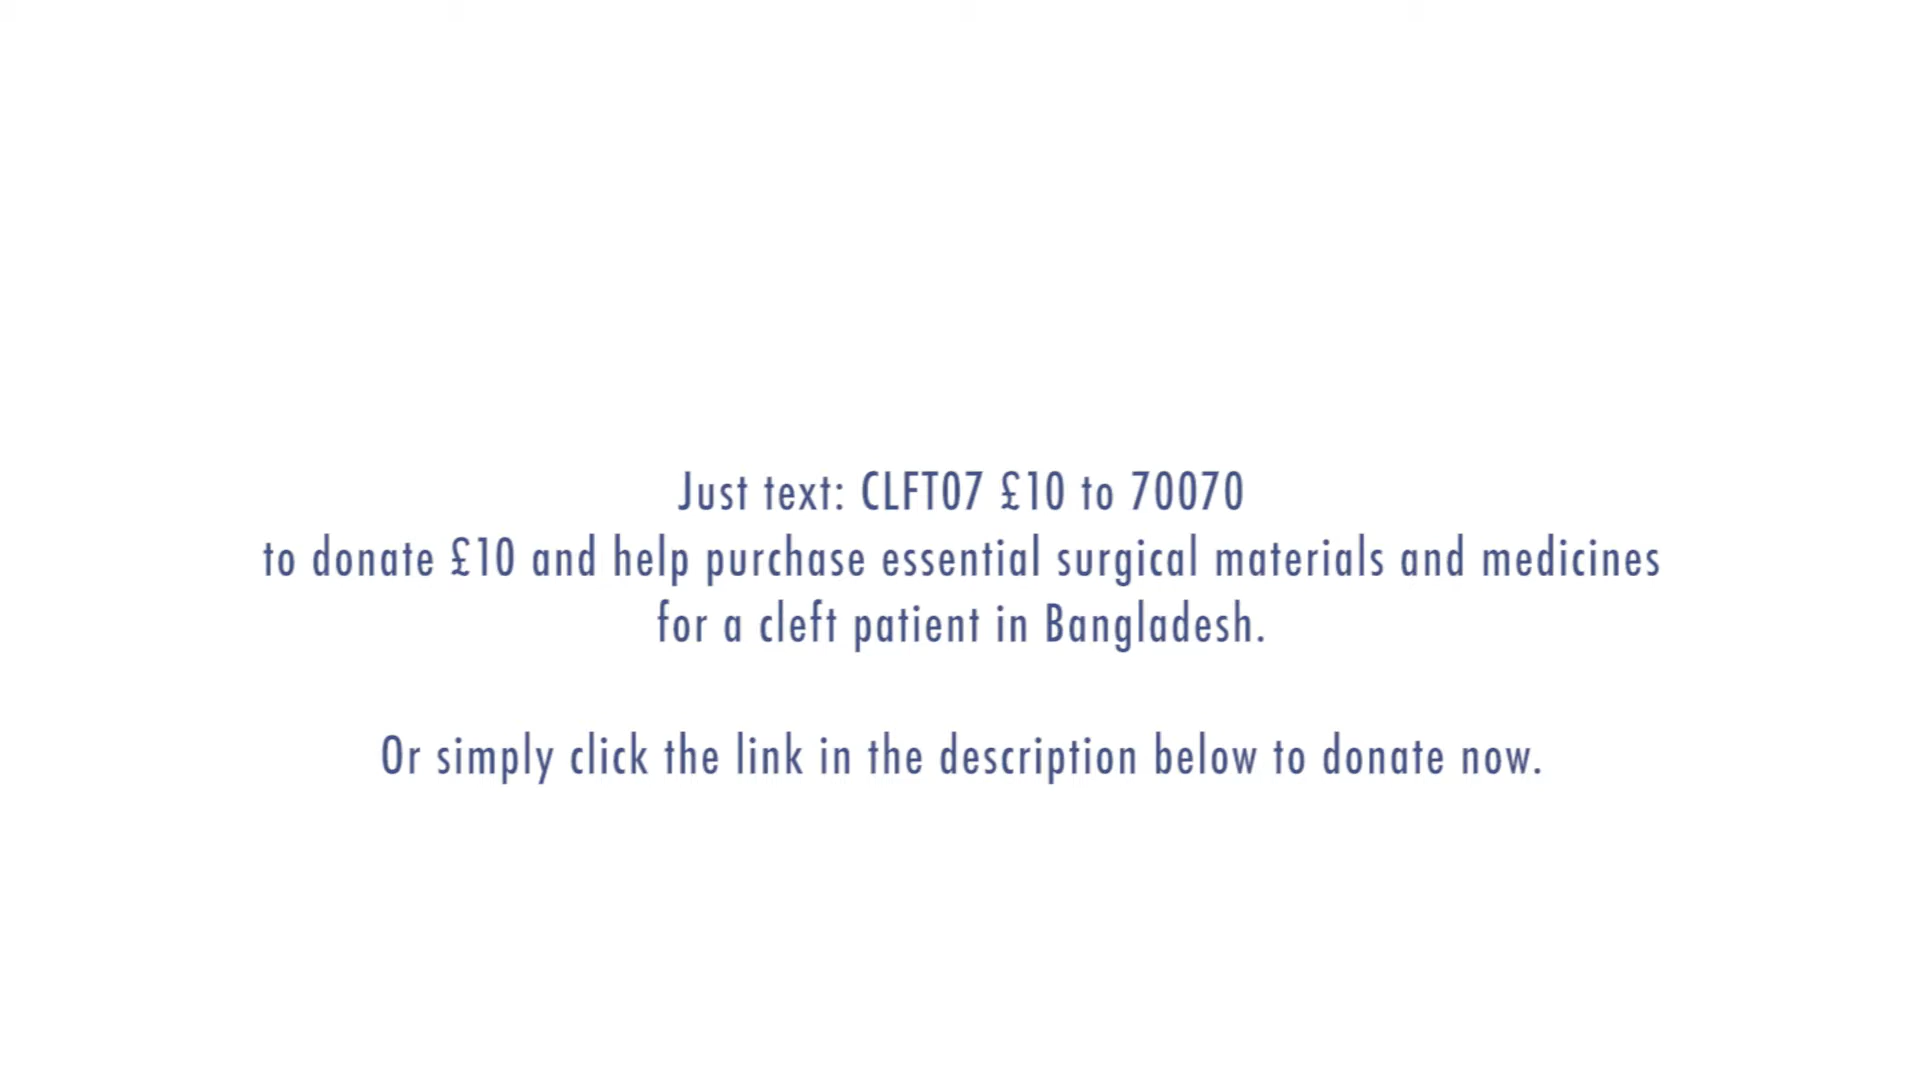 Just text: CLFT07 £10 to 70070
to donate £10 and help purchase essential surgical materials and medicines
for a cleft patient in Bangladesh.
Or simply click the link in the description below to donate now.